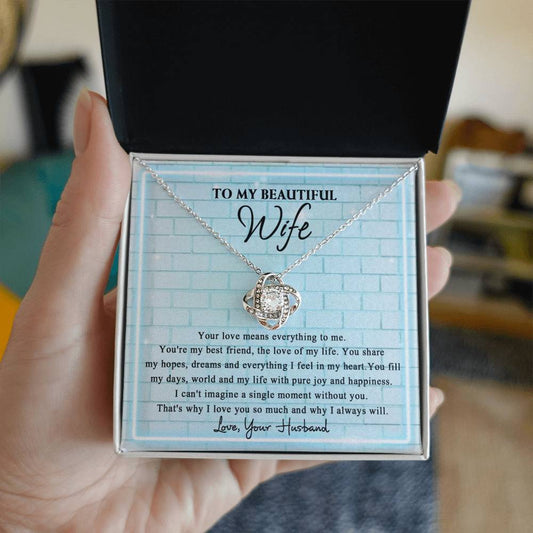 TO MY BEAUTIFUL
Wife
Your love means everything to me.
You're my best friend, the love of my life. You share
my hopes, dreams and everything I feel in my heart.You fill
my days, world and my life with pure joy and happiness.
I can't imagine a single moment without you.
That's why I love you so much and why I always will.
Love, Your Husband